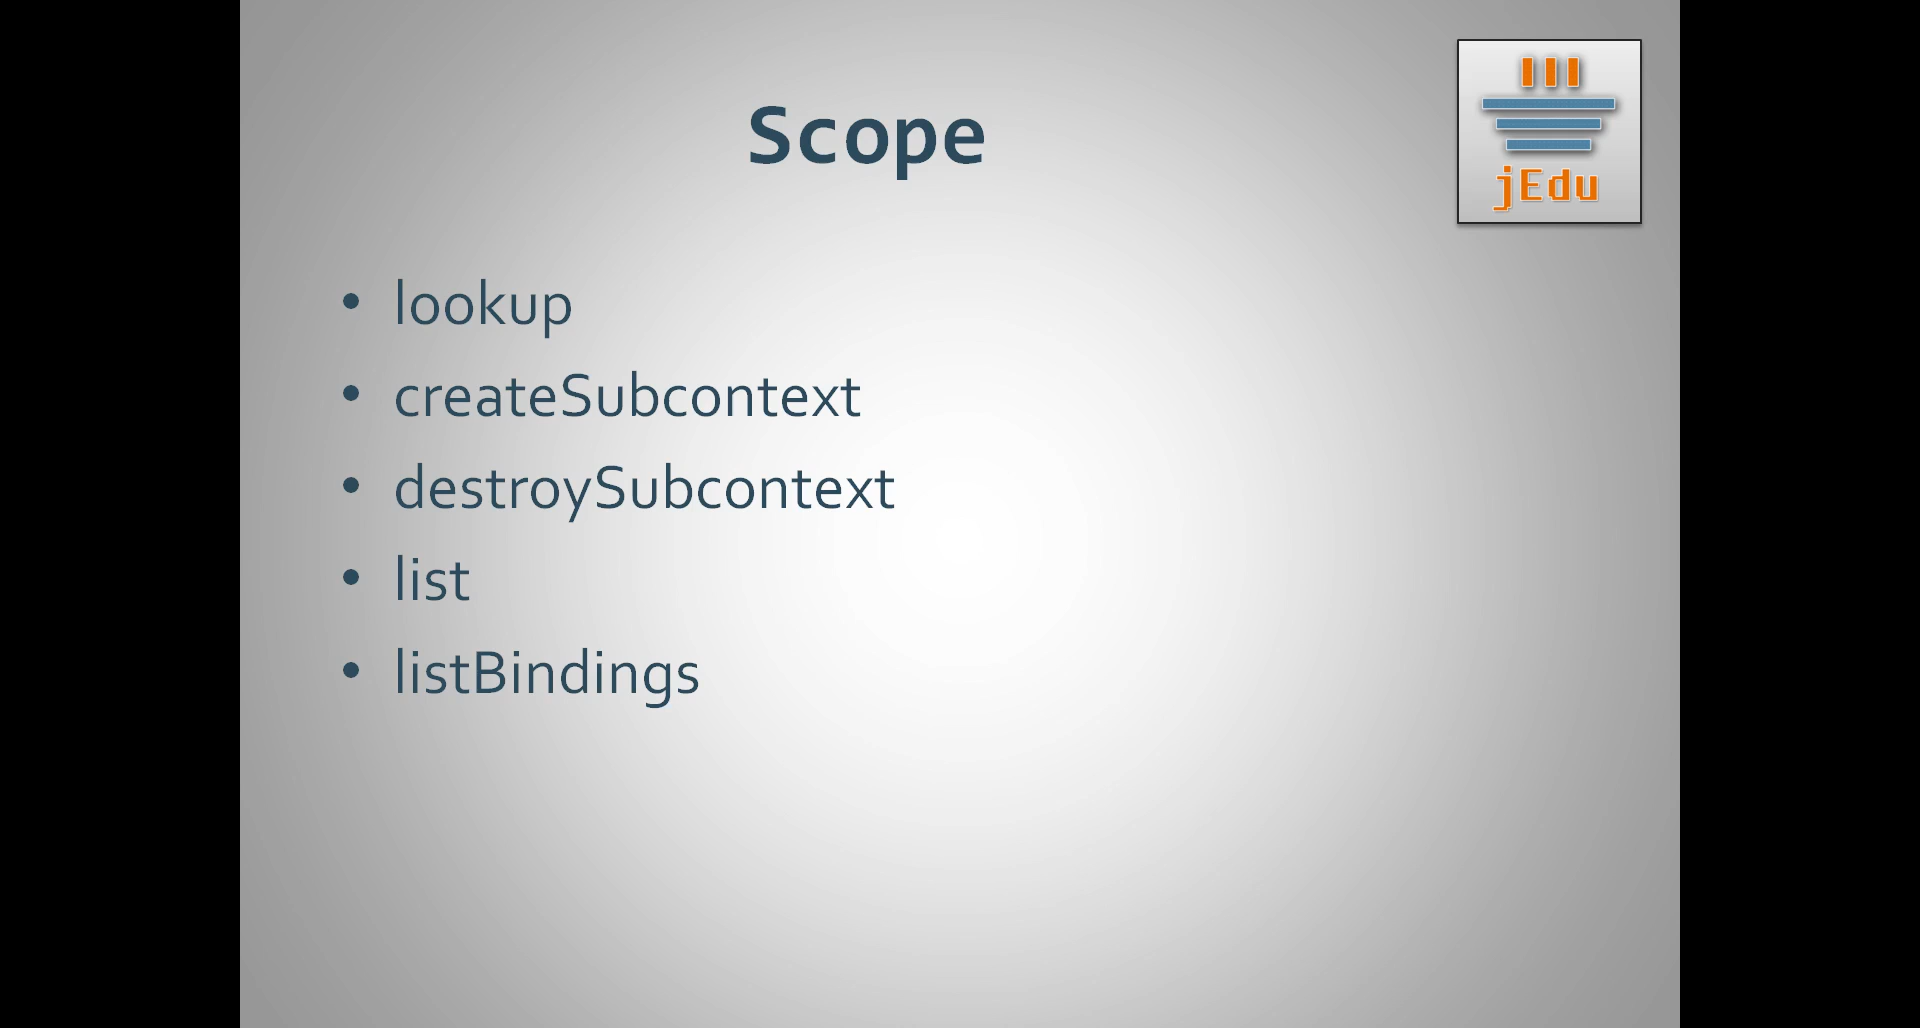 Scope
jEdu
• lookup
• createSubcontext
• destroySubcontext
• list
• listBindings